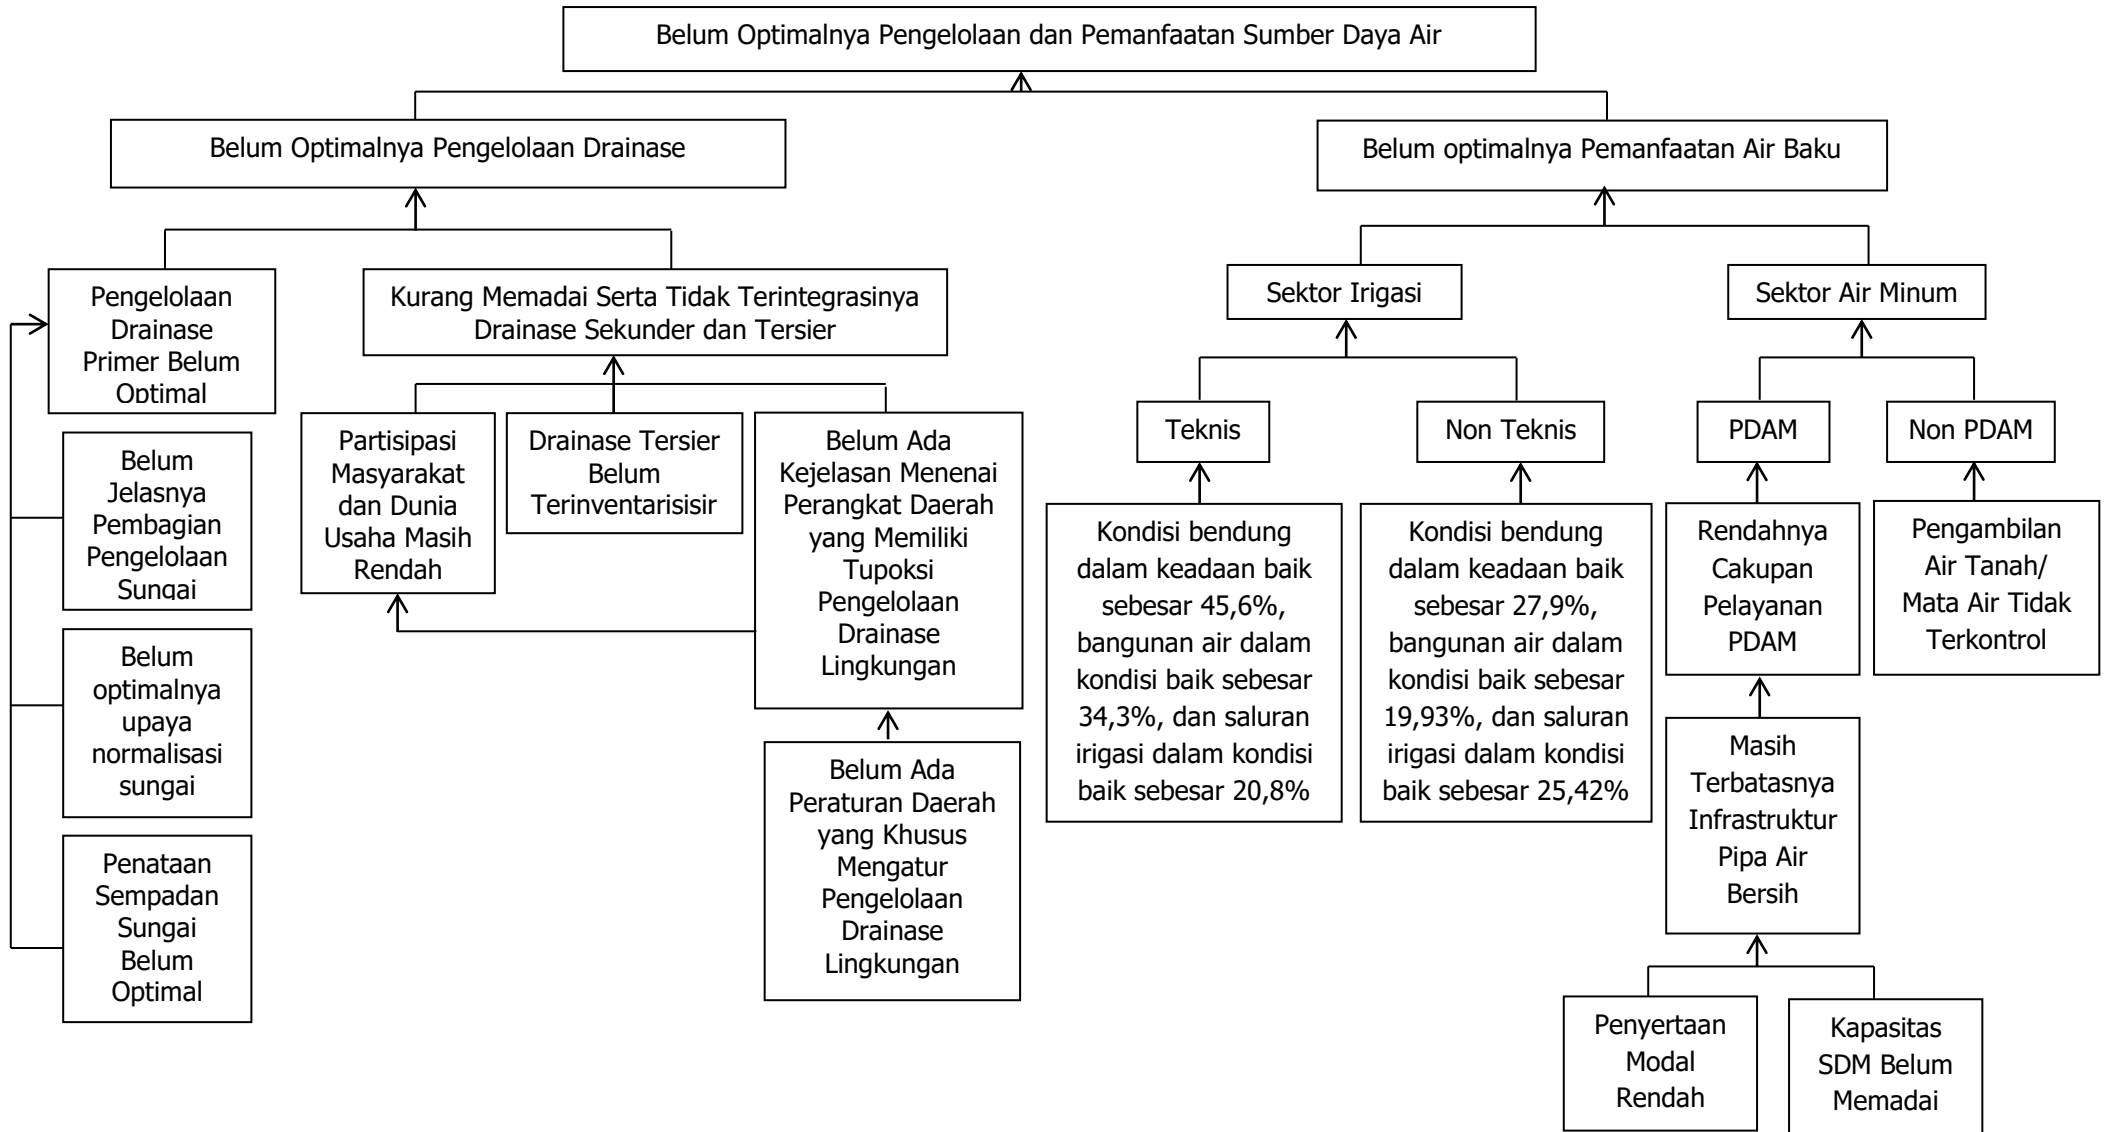 Belum Optimalnya Pengelolaan dan Pemanfaatan Sumber Daya Air
Belum Optimalnya Pengelolaan Drainase
Belum optimalnya Pemanfaatan Air Baku
Pengelolaan
Drainase
Primer Belum
Optimal
Kurang Memadai Serta Tidak Terintegrasinya
Drainase Sekunder dan Tersier
Sektor Irigasi
Sektor Air Minum
Belum
Jelasnya
Pembagian
Pengelolaan
Sungai
Belum
optimalnya
upaya
normalisasi
sungai
Penataan
Sempadan
Sungai
Belum
Optimal
Partisipasi
Masyarakat
dan Dunia
Usaha Masih
Rendah
Drainase Tersier
Belum
Terinventarisisir
Belum Ada
Kejelasan Menenai
Perangkat Daerah
yang Memiliki
Tupoksi
Pengelolaan
Drainase
Lingkungan
Belum Ada
Peraturan Daerah
yang Khusus
Mengatur
Pengelolaan
Drainase
Lingkungan
Teknis
Non Teknis
PDAM
Non PDAM
Kondisi bendung
dalam keadaan baik
sebesar 45,6%,
bangunan air dalam
kondisi baik sebesar
34,3%, dan saluran
irigasi dalam kondisi
baik sebesar 20,8%
Kondisi bendung
dalam keadaan baik
sebesar 27,9%,
bangunan air dalam
kondisi baik sebesar
19,93%, dan saluran
irigasi dalam kondisi
baik sebesar 25,42%
Rendahnya
Cakupan
Pelayanan
PDAM
Pengambilan
Air Tanah/
Mata Air Tidak
Terkontrol
Masih
Terbatasnya
Infrastruktur
Pipa Air
Bersih
Penyertaan
Modal
Rendah
Kapasitas
SDM Belum
Memadai